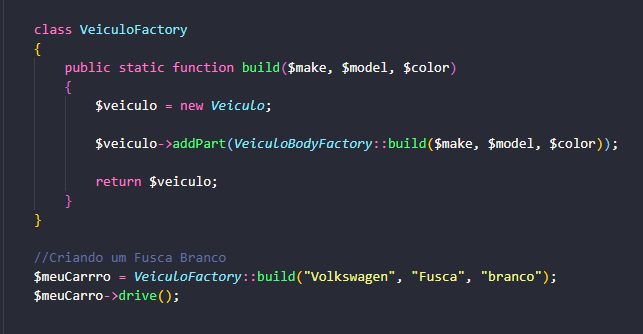 class VeiculoFactory
{
public static function build($make, $model, $color)
{
$veiculo = new Veiculo;
$veiculo->addPart(VeiculoBodyFactory::build($make, $model, $color));
return $veiculo;
}
}
//Criando um Fusca Branco
$meuCarrro = VeiculoFactory::build("Volkswagen", "Fusca", "branco");
$meuCarro->drive();